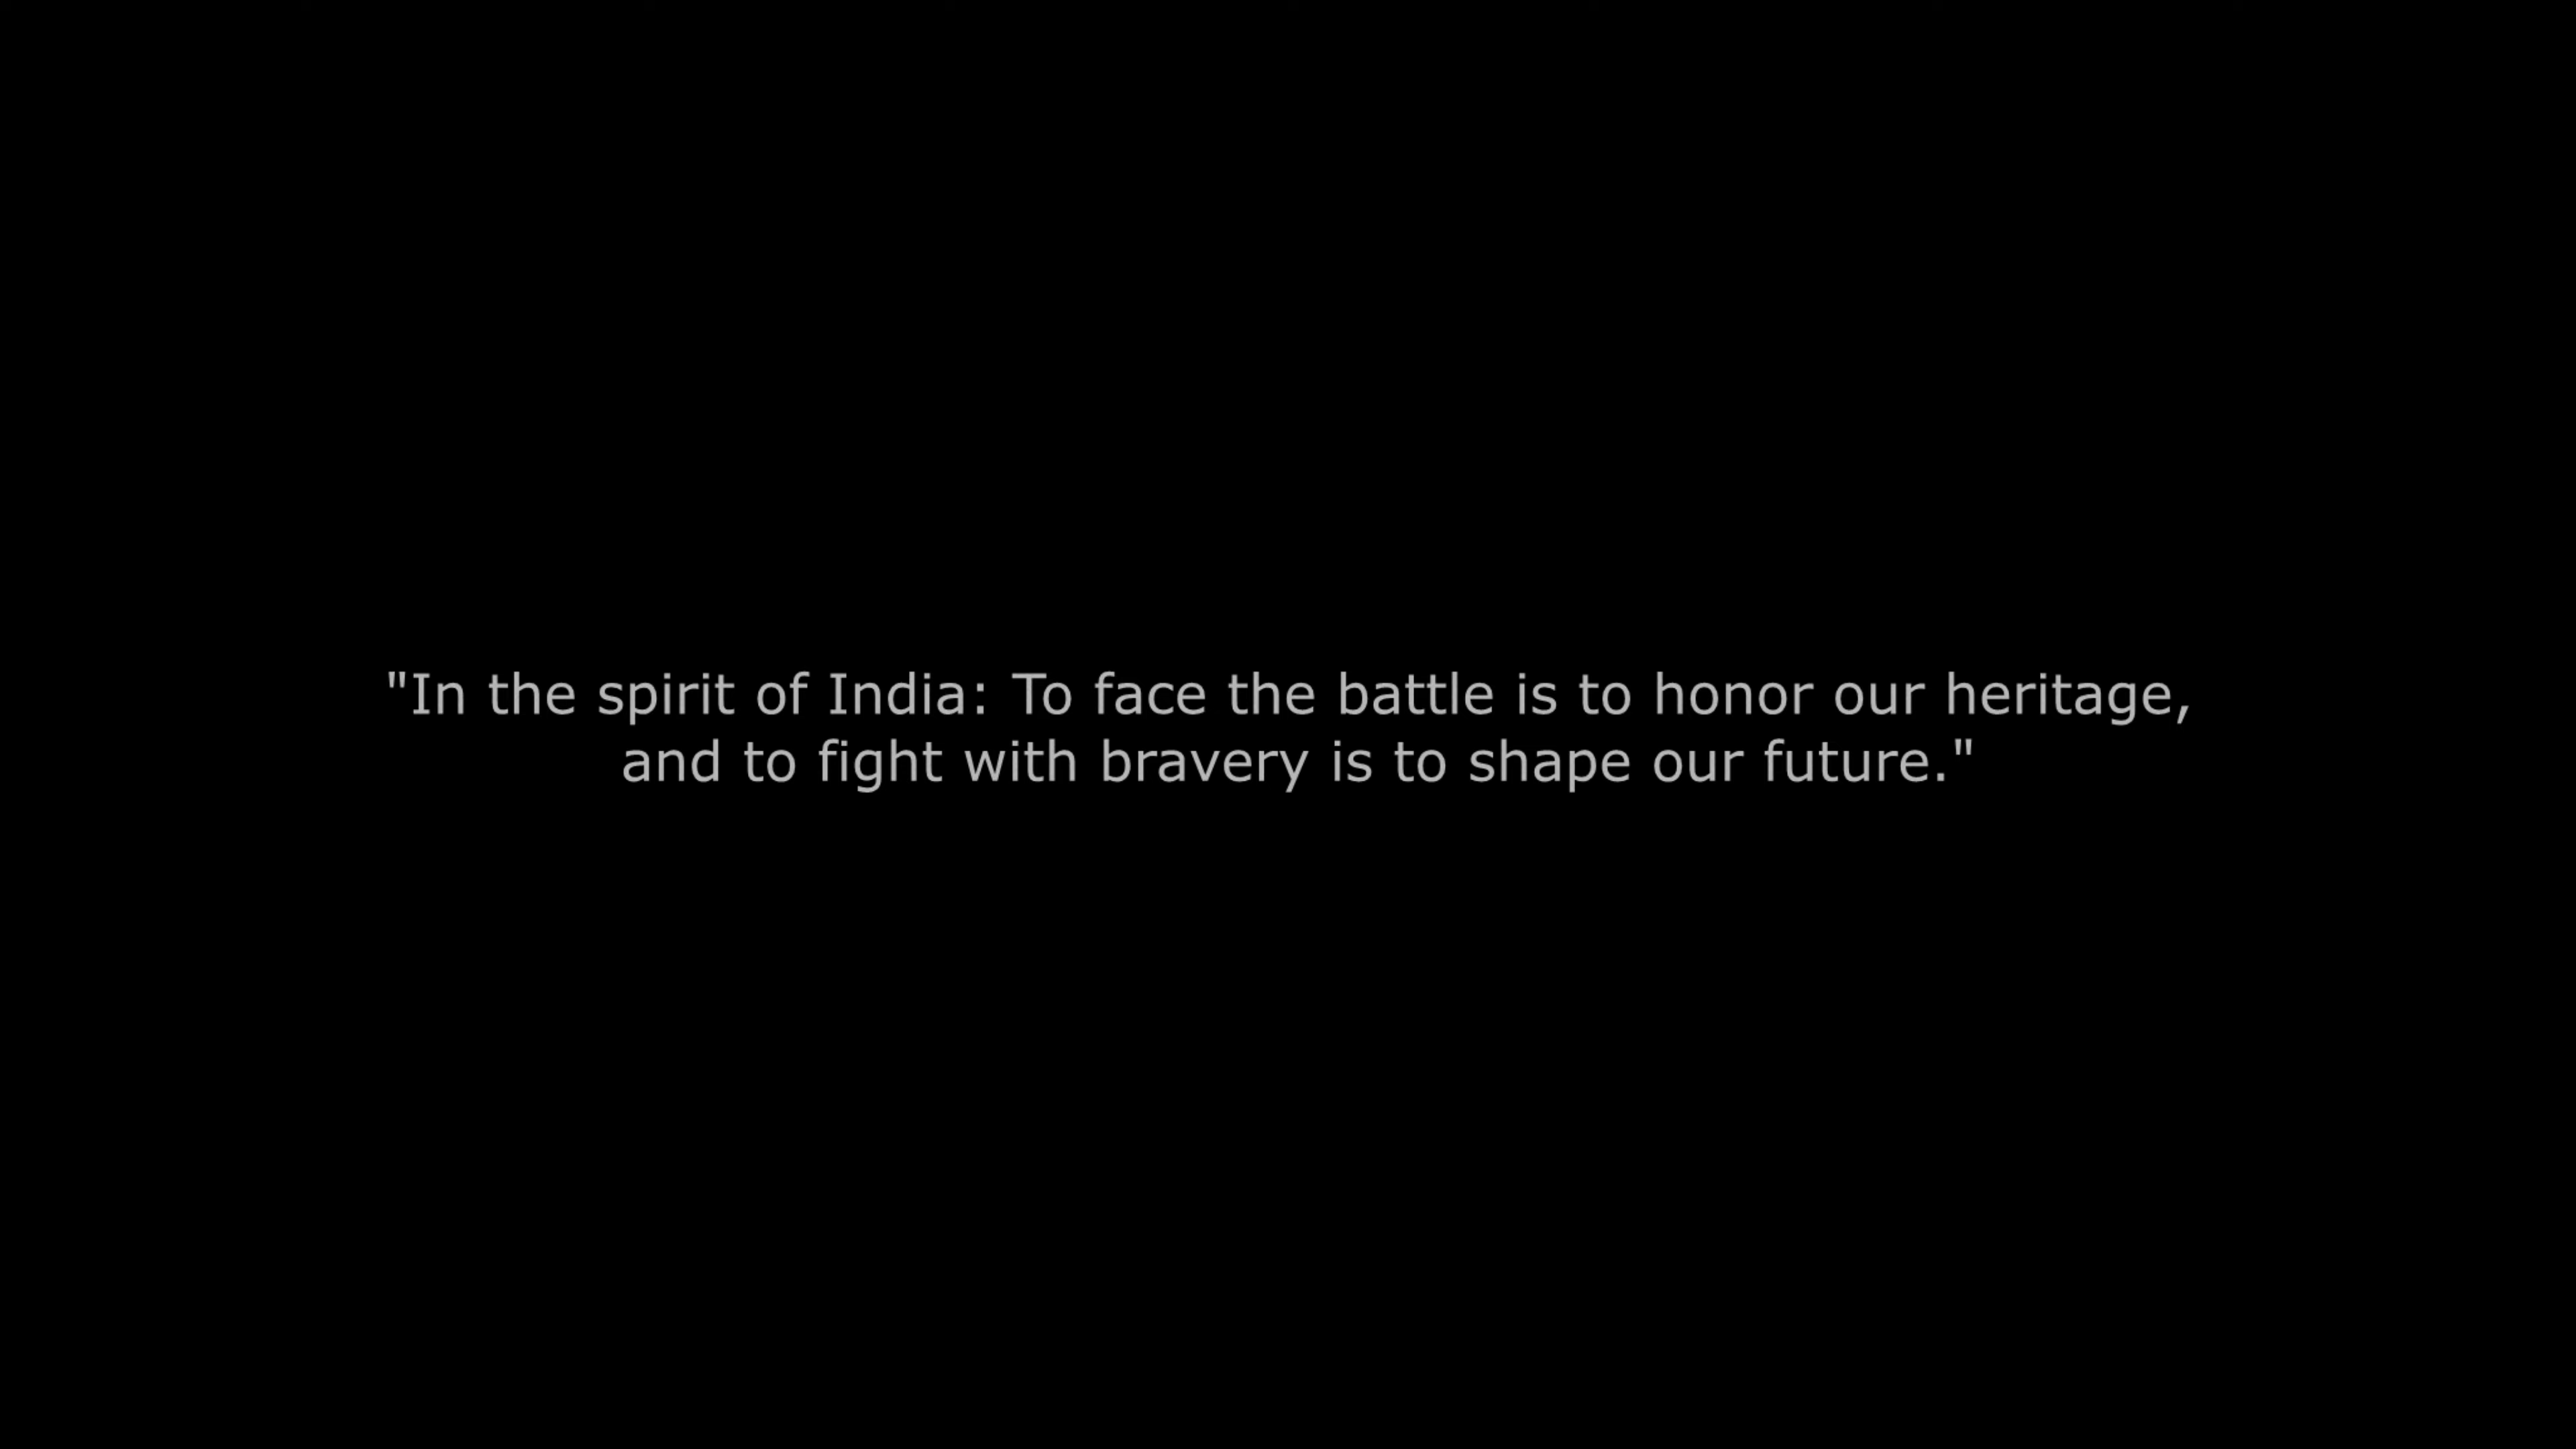 "In the spirit of India: To face the battle is to honor our heritage,
and to fight with bravery is to shape our future."